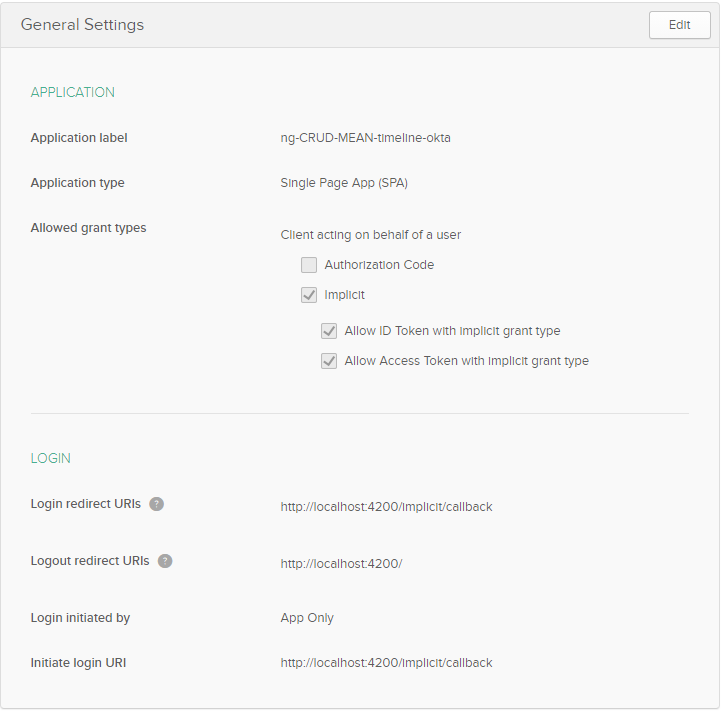 General Settings
Edit
APPLICATION
Application label
ng-CRUD-MEAN-timeline-okta
Application type
Single Page App (SPA)
Allowed grant types
Client acting on behalf of a user
Authorization Code
Implicit
Allow ID Token with implicit grant type
Allow Access Token with implicit grant type
LOGIN
Login redirect URIs ?
http://localhost:4200/implicit/callback
Logout redirect URIs ?
http://localhost:4200/
Login initiated by
App Only
Initiate login URI
http://localhost:4200/implicit/callback